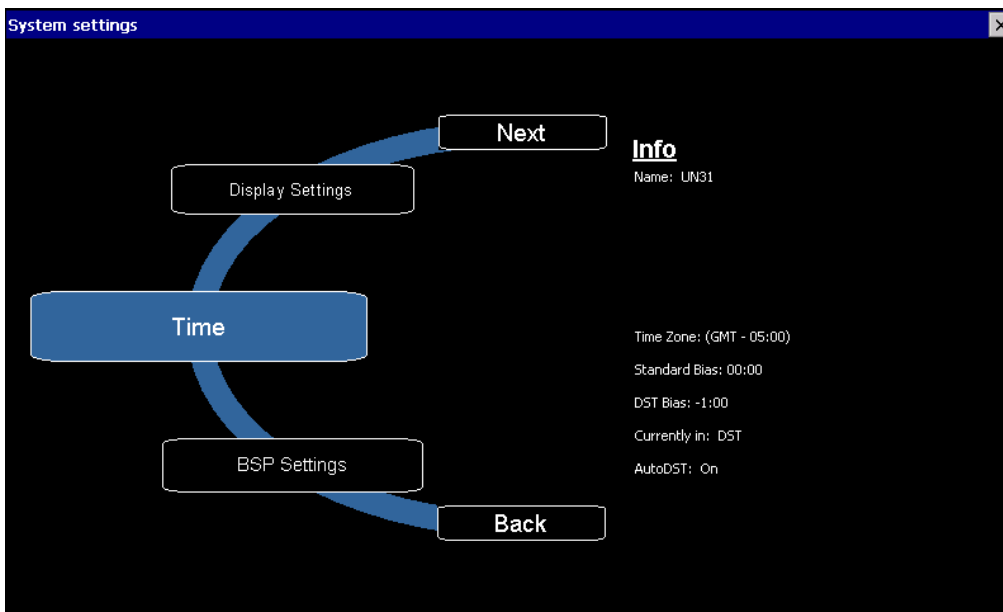 System settings
Next
Display Settings
Time
BSP Settings
Back
Info
Name: UN31
Time Zone: (GMT - 05:00)
Standard Bias: 00:00
DST Bias: -1:00
Currently in: DST
AutoDST: On